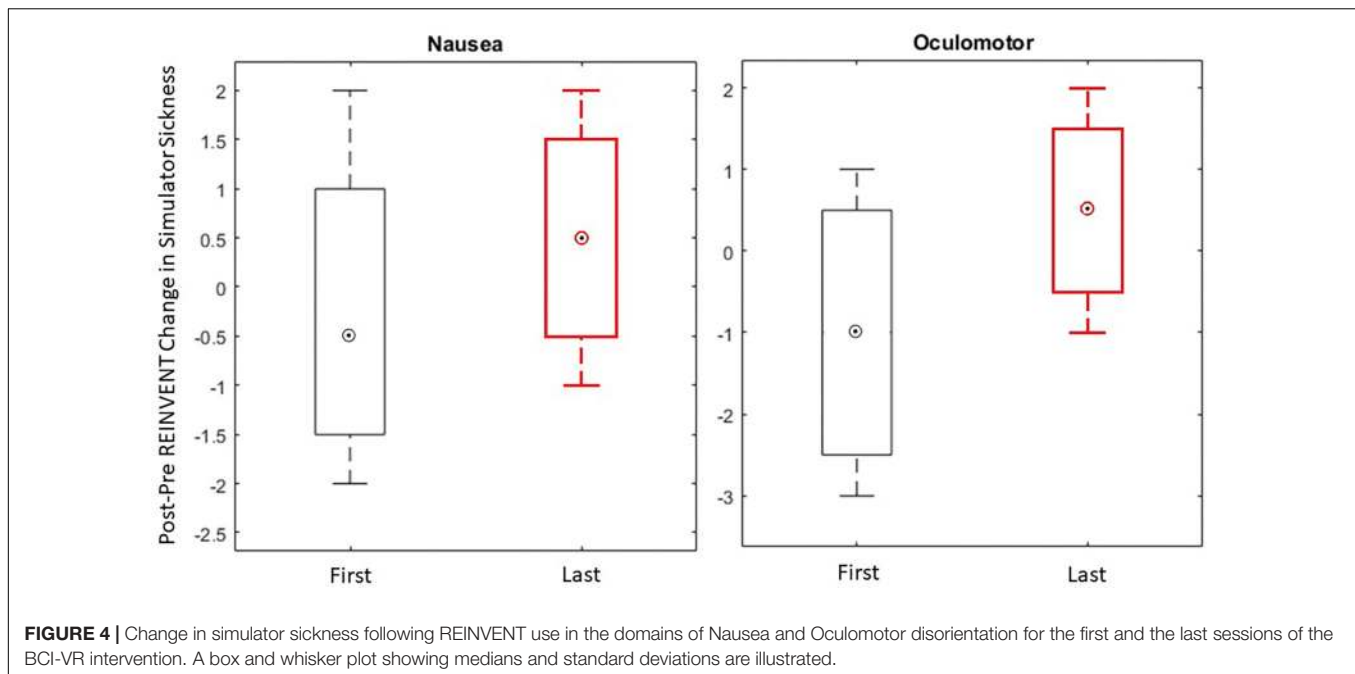 Nausea
Oculomotor
Post-Pre REINVENT Change in Simulator Sickness
2
1.5
1
0.5
0
-0.5
-1
-1.5
-2
-2.5
First
Last
2
1
0
-1
-2
-3
First
Last
FIGURE 4 | Change in simulator sickness following REINVENT use in the domains of Nausea and Oculomotor disorientation for the first and the last sessions of the
BCI-VR intervention. A box and whisker plot showing medians and standard deviations are illustrated.